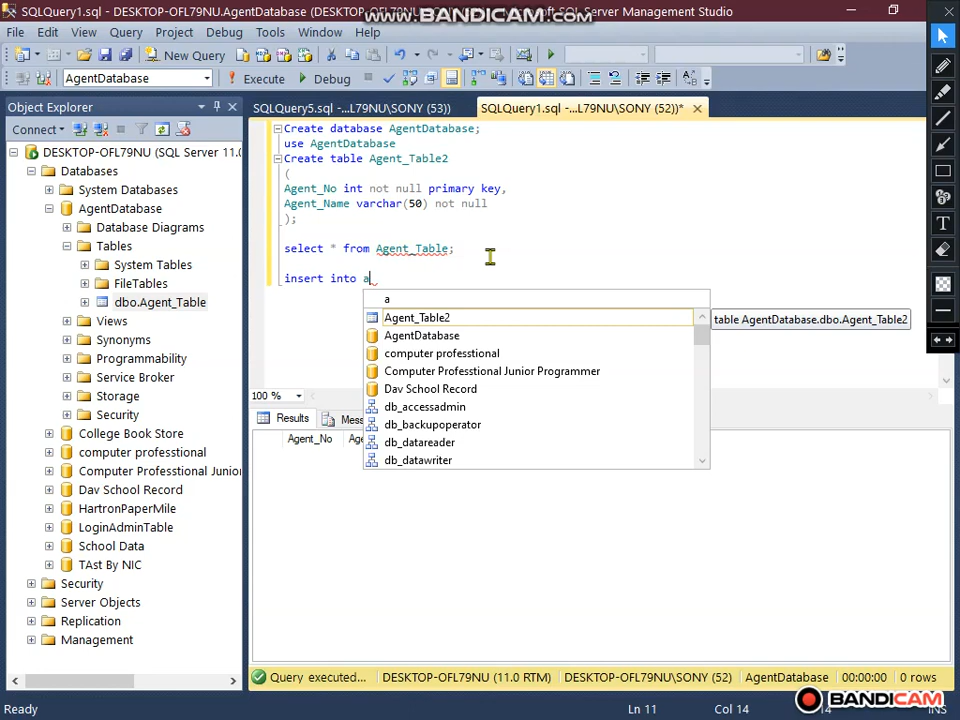 SQLQuery1.sql - DESKTOP-OFL79NU.AgentDatabase (DESKTOP-
www.BANDICAM.com
soft SQL Server Management Studio
File Edit View Query Project Debug Tools Window Help
New Query
AgentDatabase Execute Debug
Object Explorer
SQLQuery5.sql -...L79NU\SONY (53)) SQLQuery1.sql -...L79NU\SONY (52))*
Connect
DESKTOP-OFL79NU (SQL Server 11.0
Databases
System Databases
AgentDatabase
Database Diagrams
Tables
System Tables
FileTables
dbo.Agent_Table
Views
Synonyms
Programmability
Service Broker
Storage
Security
College Book Store
computer professtional
Computer Professtional Junior
Dav School Record
HartronPaperMile
LoginAdminTable
School Data
TAst By NIC
Security
Server Objects
Replication
Management
Create database AgentDatabase;
use AgentDatabase
Create table Agent_Table2
(
Agent_No int not null primary key,
Agent_Name varchar(50) not null
);
select * from Agent_Table;
insert into a
a
Agent_Table2
AgentDatabase
computer professtional
Computer Professtional Junior Programmer
Dav School Record
db_accessadmin
db_backupoperator
db_datareader
db_datawriter
table AgentDatabase.dbo.Agent_Table2
100 %
Results Mess
Agent_No Age
Query executed... DESKTOP-OFL79NU (11.0 RTM) DESKTOP-OFL79NU\SONY (52) AgentDatabase 00:00:00 0 rows
Ready Ln 11 Col 14 INS
BANDICAM